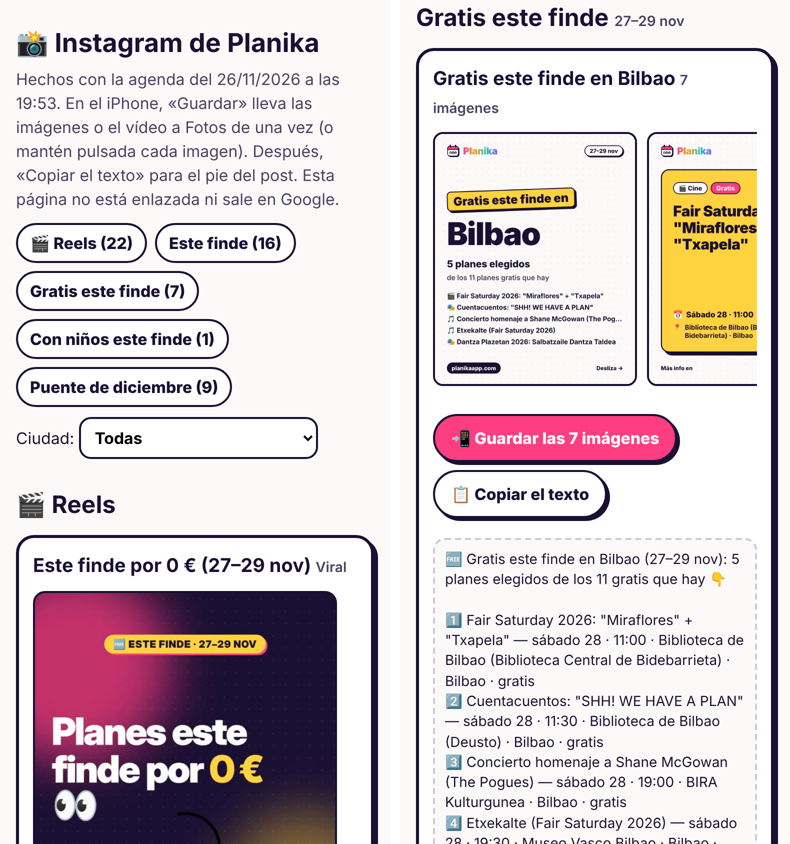 📸 Instagram de Planika
Hechos con la agenda del 26/11/2026 a las
19:53. En el iPhone, «Guardar» lleva las
imágenes o el vídeo a Fotos de una vez (o
mantén pulsada cada imagen). Después,
«Copiar el texto» para el pie del post. Esta
página no está enlazada ni sale en Google.
🎬 Reels (22)
Este finde (16)
Gratis este finde (7)
Con niños este finde (1)
Puente de diciembre (9)
Ciudad: Todas
🎬 Reels
Este finde por 0 € (27–29 nov) Viral
🆓 ESTE FINDE · 27–29 NOV
Planes este
finde por 0 €
👀
Gratis este finde 27–29 nov
Gratis este finde en Bilbao 7
imágenes
Planika
27–29 nov
Gratis este finde en
Bilbao
5 planes elegidos
de los 11 planes gratis que hay
🎬 Fair Saturday 2026: "Miraflores" + "Txapela"
🎭 Cuentacuentos: "SHH! WE HAVE A PLAN"
🎵 Concierto homenaje a Shane McGowan (The Pog...
🎵 Etxekalte (Fair Saturday 2026)
🎭 Dantza Plazetan 2026: Salbatzaile Dantza Taldea
planikaapp.com
Desliza →
Planika
🎬 Cine
Gratis
Fair Saturda
"Miraflores
"Txapela"
📅 Sábado 28 · 11:00
📍 Biblioteca de Bilbao (B
Bidebarrieta) · Bilbao
Más info en
📲 Guardar las 7 imágenes
📋 Copiar el texto
🆓 Gratis este finde en Bilbao (27–29 nov): 5
planes elegidos de los 11 gratis que hay 👇
1️⃣ Fair Saturday 2026: "Miraflores" +
"Txapela" — sábado 28 · 11:00 · Biblioteca de
Bilbao (Biblioteca Central de Bidebarrieta) ·
Bilbao · gratis
2️⃣ Cuentacuentos: "SHH! WE HAVE A PLAN"
— sábado 28 · 11:30 · Biblioteca de Bilbao
(Deusto) · Bilbao · gratis
3️⃣ Concierto homenaje a Shane McGowan
(The Pogues) — sábado 28 · 19:00 · BIRA
Kulturgunea · Bilbao · gratis
4️⃣ Etxekalte (Fair Saturday 2026) — sábado
28 · 19:30 · Museo Vasco Bilbao · Bilbao ·